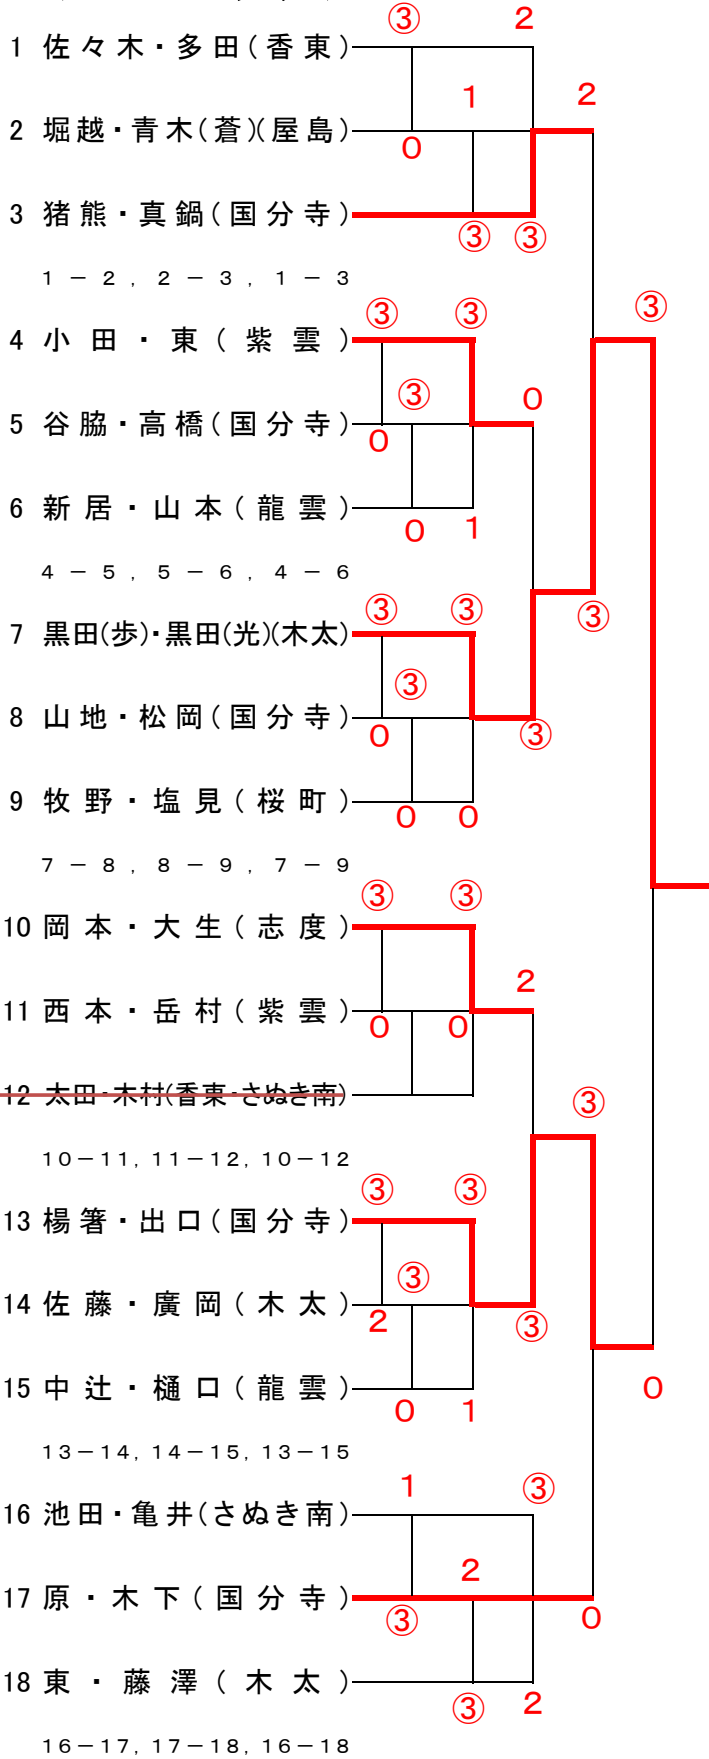 ③ 2
1 佐々木・多田(香東)
1 2
2 堀越・青木(蒼)(屋島)
0
3 猪熊・真鍋(国分寺)
③ ③
1－2, 2－3, 1－3
③ ③ ③
4 小田・東(紫雲)
③ 0
5 谷脇・高橋(国分寺)
0
6 新居・山本(龍雲)
0 1
4－5, 5－6, 4－6
③ ③ ③
7 黒田(歩)・黒田(光)(木太)
③
8 山地・松岡(国分寺)
0 ③
9 牧野・塩見(桜町)
0 0
7－8, 8－9, 7－9
③ ③
10 岡本・大生(志度)
2
11 西本・岳村(紫雲)
0 0
12 太田・木村(香東・さぬき南)
③
10－11, 11－12, 10－12
③ ③
13 楊箸・出口(国分寺)
③
14 佐藤・廣岡(木太)
2 ③
15 中辻・樋口(龍雲)
0
0 1
13－14, 14－15, 13－15
1 ③
16 池田・亀井(さぬき南)
2
17 原・木下(国分寺)
③ 0
18 東・藤澤(木太)
③ 2
16－17, 17－18, 16－18